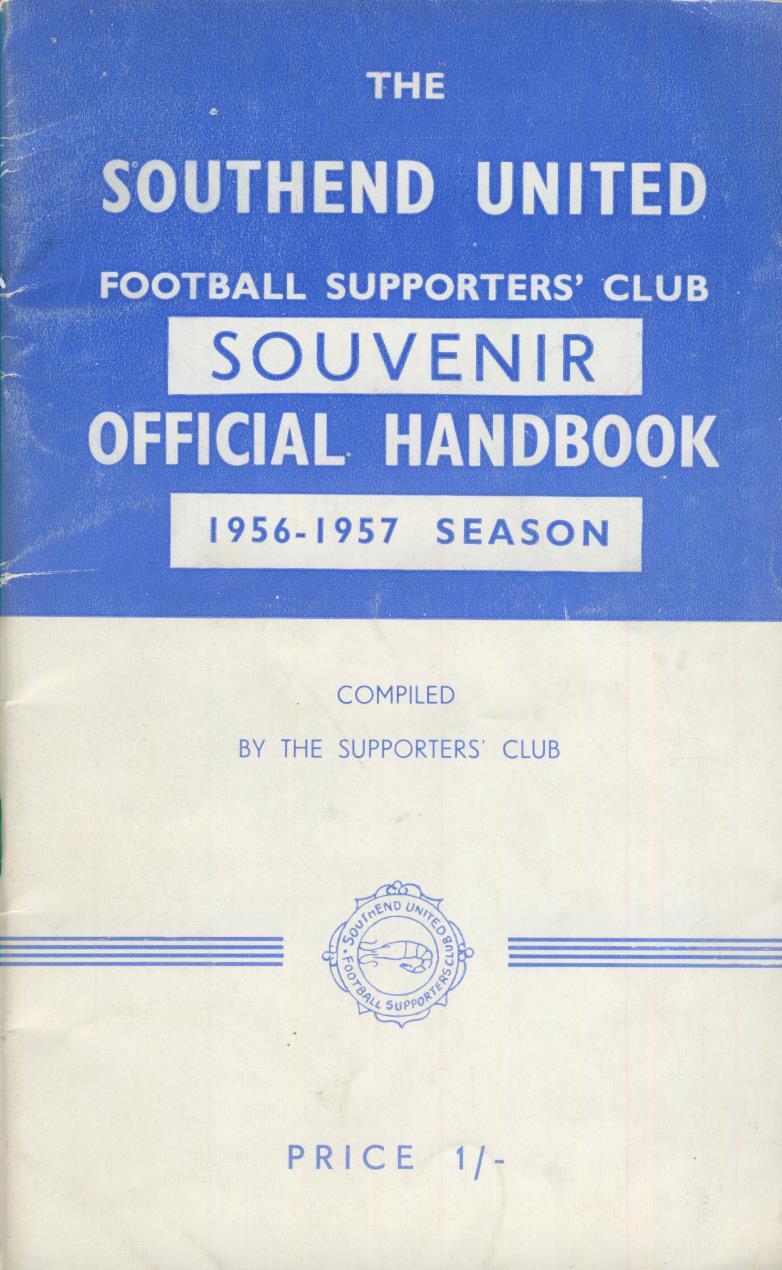 THE
SOUTHEND UNITED
FOOTBALL SUPPORTERS' CLUB
SOUVENIR
OFFICIAL HANDBOOK
1956-1957 SEASON
COMPILED
BY THE SUPPORTERS' CLUB
SOUTHEND UNITED
FOOTBALL SUPPORTERS CLUB
PRICE 1/-